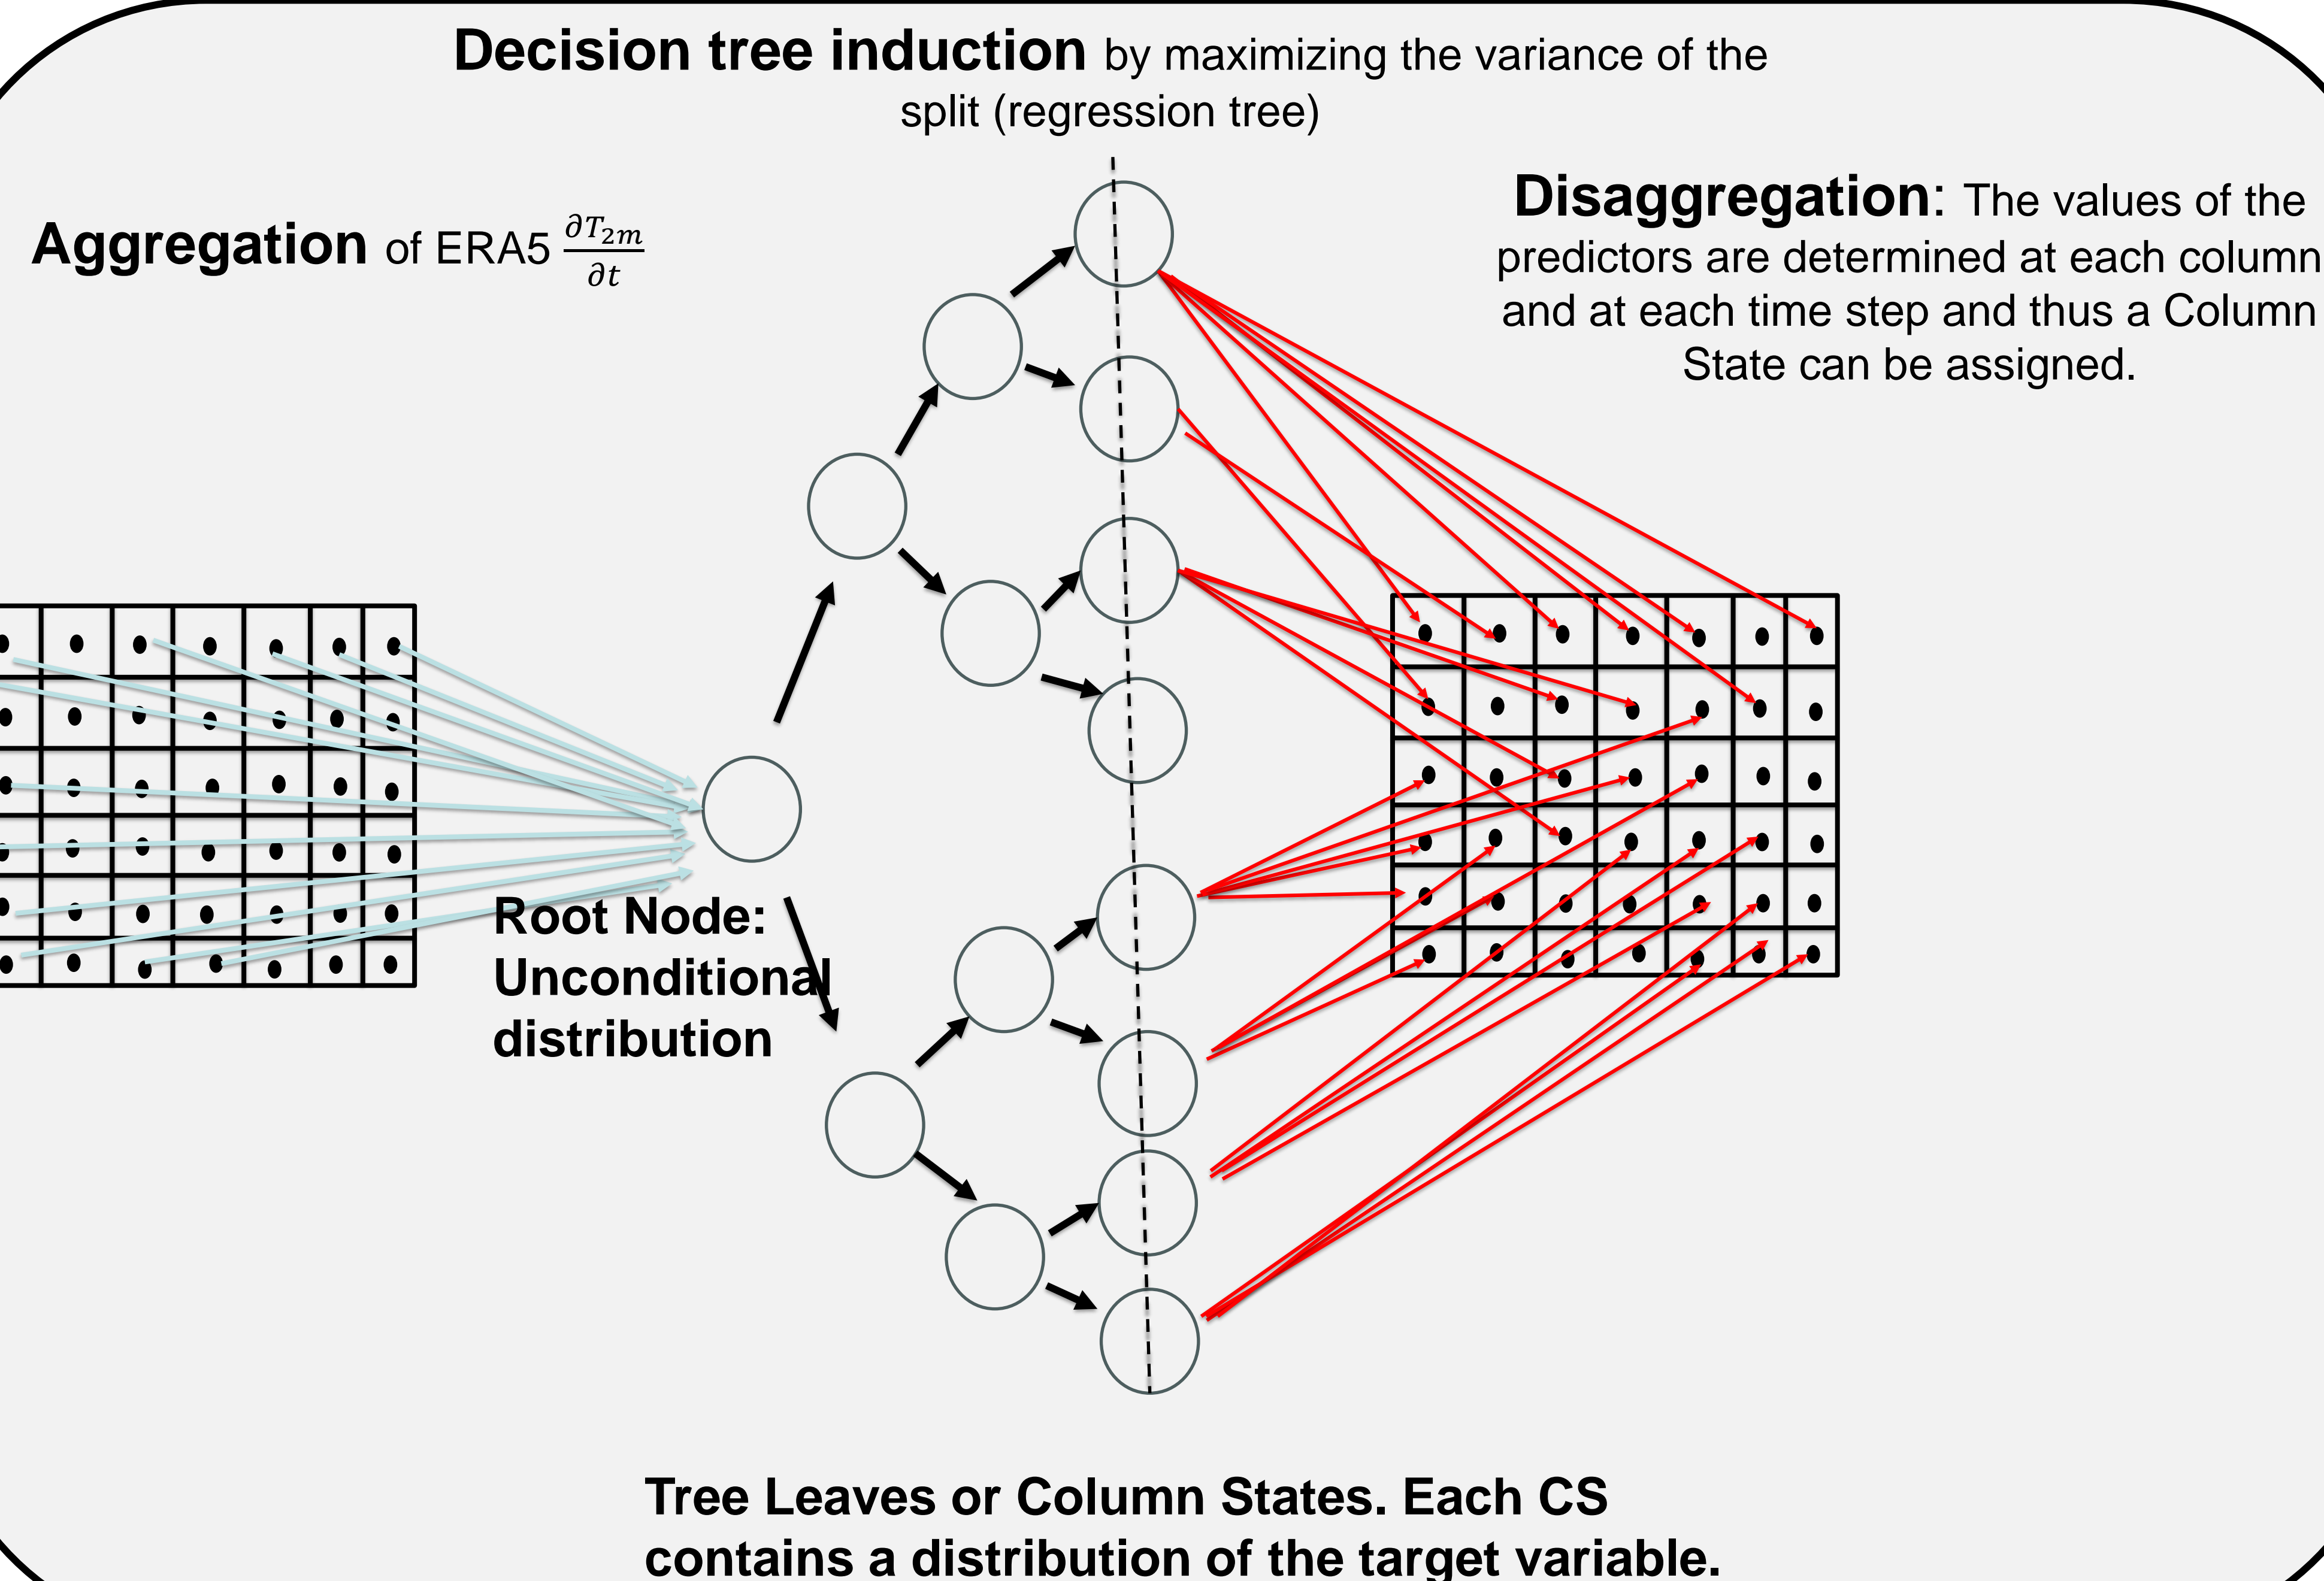 Decision tree induction by maximizing the variance of the
split (regression tree)
Aggregation of ERA5 ∂T₂ₘ/∂t
Disaggregation: The values of the
predictors are determined at each column
and at each time step and thus a Column
State can be assigned.
Root Node:
Unconditional
distribution
Tree Leaves or Column States. Each CS
contains a distribution of the target variable.